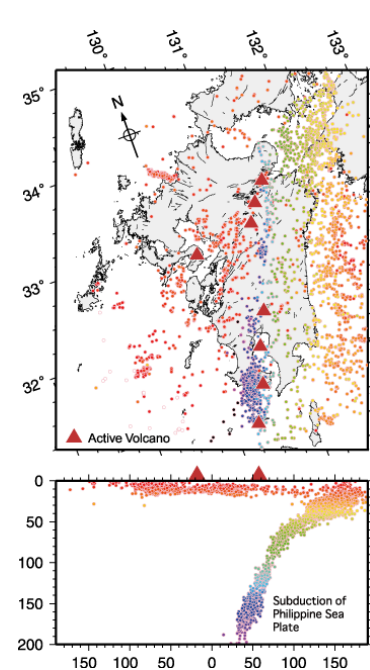 130° 131° 132° 133°
35°
N
34°
33°
32°
Active Volcano
0
50
100
150
200
Subduction of
Philippine Sea
Plate
150 100 50 0 50 100 150